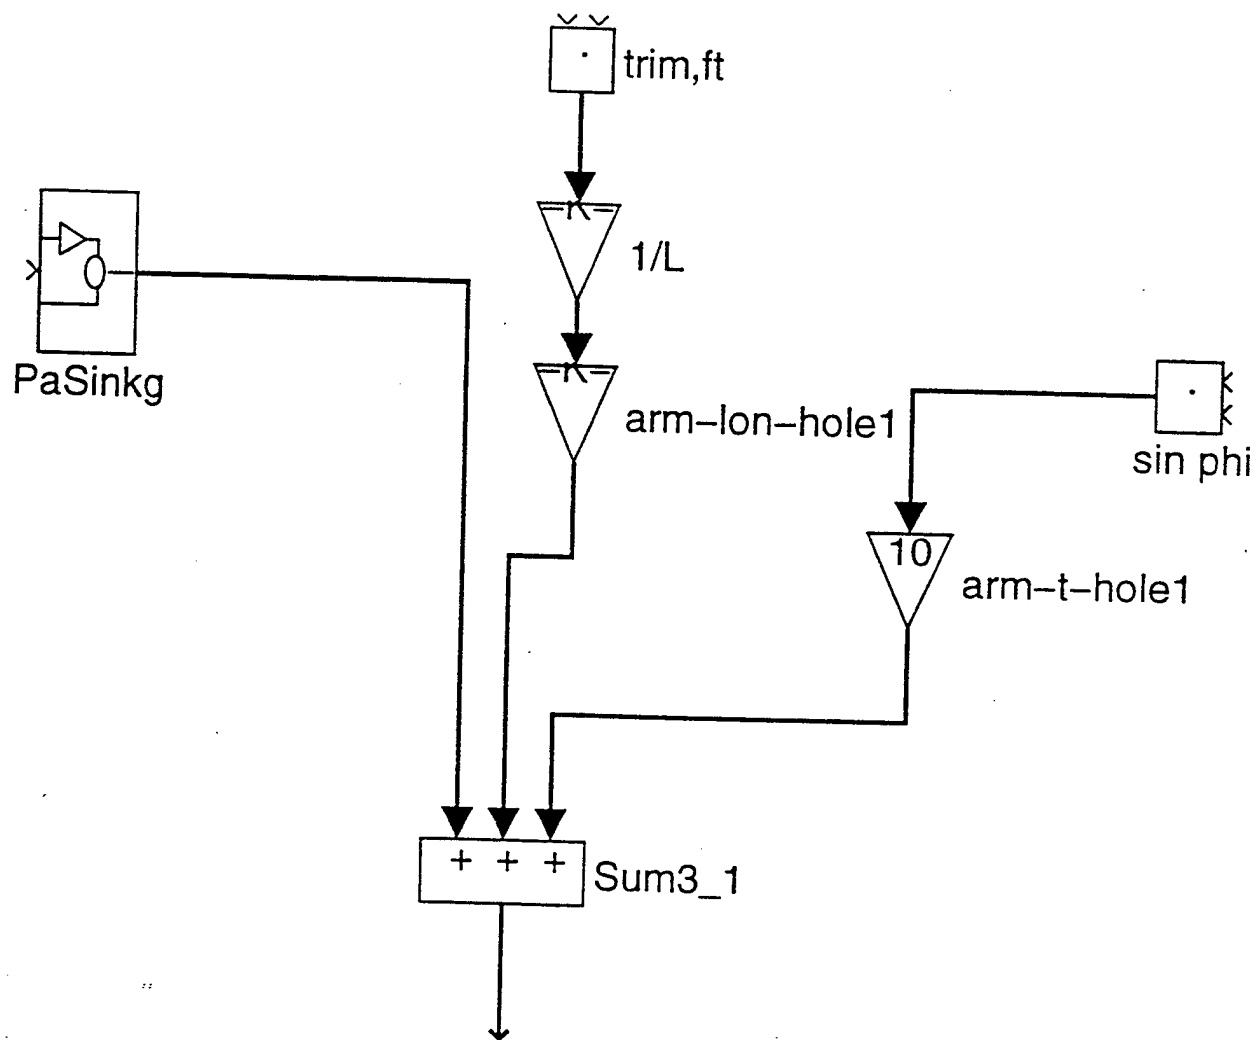 trim,ft
-K-
1/L
PaSinkg
-K-
arm-lon-hole1
sin phi
10
arm-t-hole1
+ + +
Sum3_1